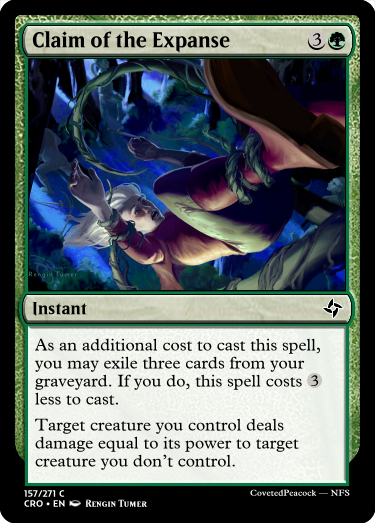 Claim of the Expanse 3
Rengin Tumer
Instant
As an additional cost to cast this spell,
you may exile three cards from your
graveyard. If you do, this spell costs 3
less to cast.
Target creature you control deals
damage equal to its power to target
creature you don't control.
157/271 C
CRO • EN Rengin Tumer
CovetedPeacock — NFS